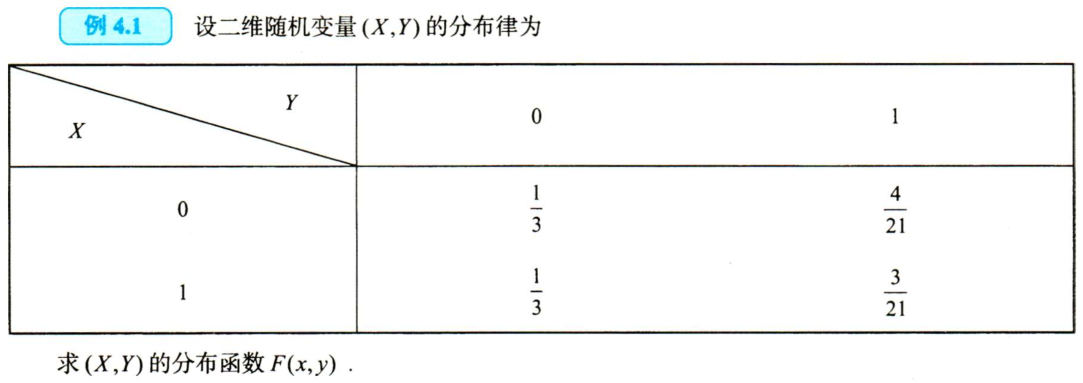 例 4.1 设二维随机变量(X,Y)的分布律为
Y
X
0 1
0 1/3 4/21
1 1/3 3/21
求(X,Y)的分布函数F(x,y) .